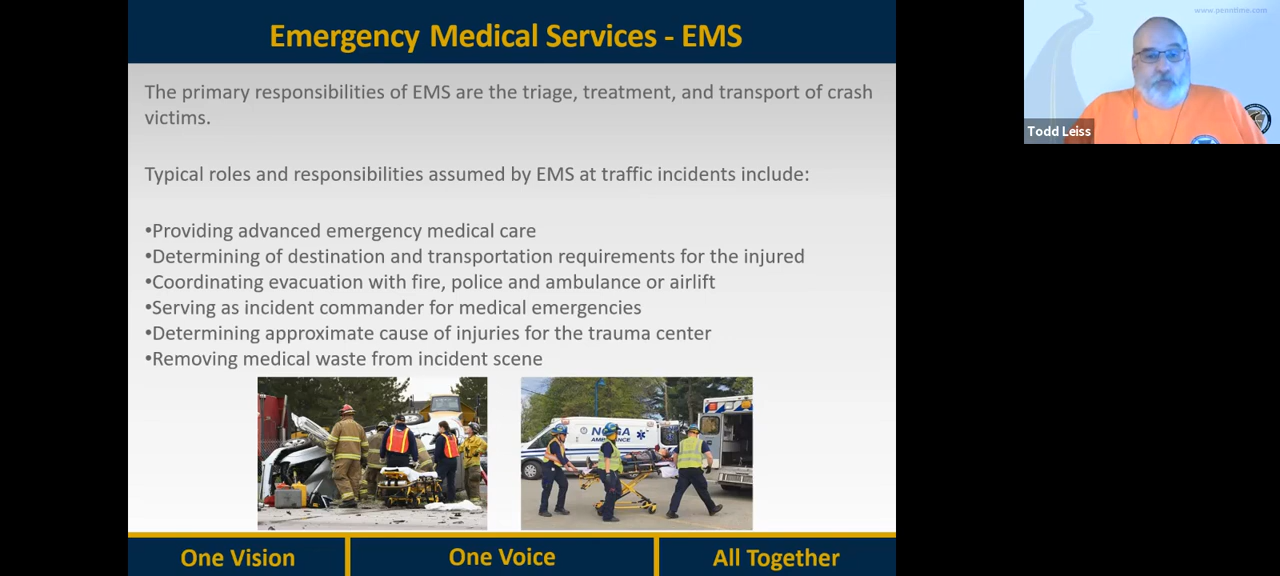 Emergency Medical Services - EMS
www.penntime.com
The primary responsibilities of EMS are the triage, treatment, and transport of crash
victims.
Todd Leiss
Typical roles and responsibilities assumed by EMS at traffic incidents include:
•Providing advanced emergency medical care
•Determining of destination and transportation requirements for the injured
•Coordinating evacuation with fire, police and ambulance or airlift
•Serving as incident commander for medical emergencies
•Determining approximate cause of injuries for the trauma center
•Removing medical waste from incident scene
AMBULANCE
One Vision
One Voice
All Together